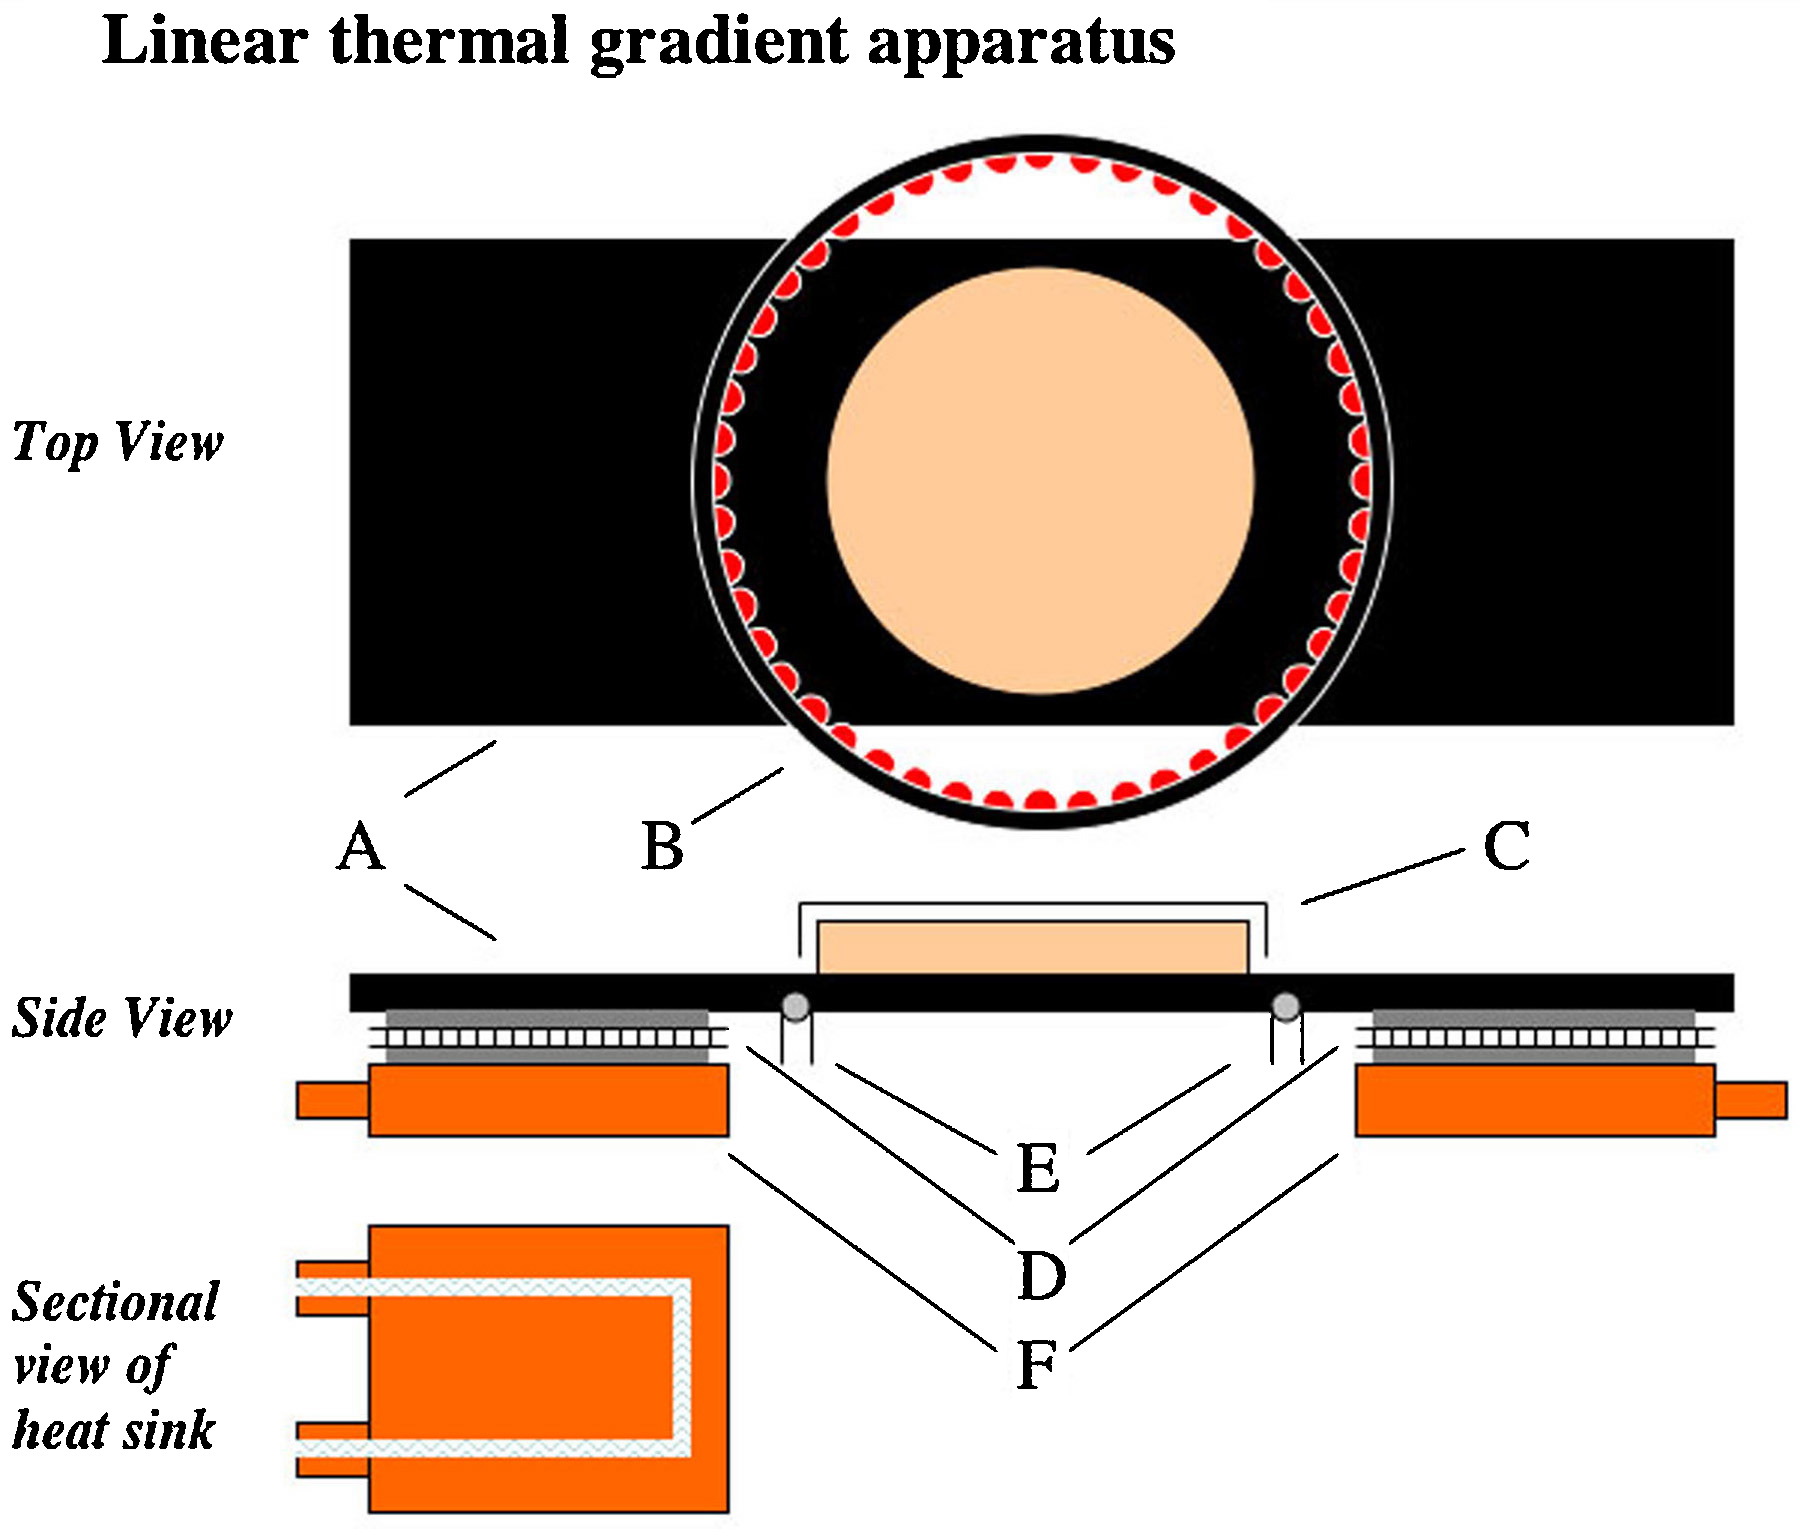 Linear thermal gradient apparatus
Top View
A
B
C
Side View
E
D
F
Sectional
view of
heat sink